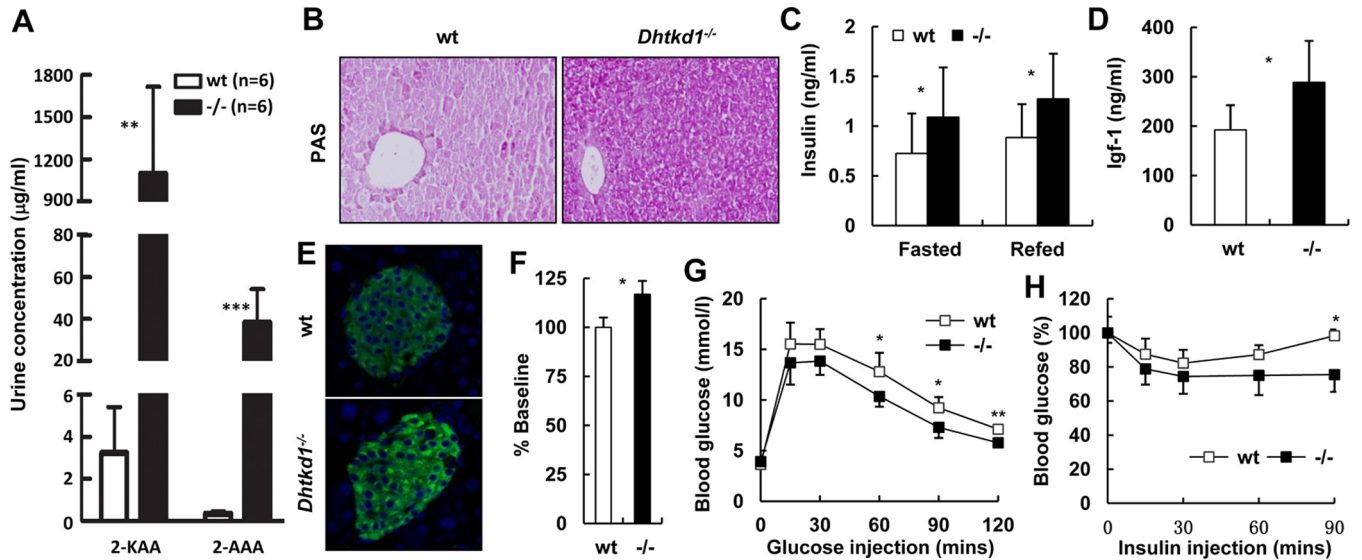 A
Urine concentration (µg/ml)
1800
1500
1200
1100
900
80
60
40
20
6
4
2
0
wt (n=6)
-/- (n=6)
**
***
2-KAA 2-AAA
B
wt Dhtkd1-/-
PAS
C
Insulin (ng/ml)
2
1.5
1
0.5
0
wt -/-
*
*
Fasted Refed
D
Igf-1 (ng/ml)
400
300
200
100
0
*
wt -/-
E
wt
Dhtkd1-/-
F
% Baseline
125
100
75
50
25
0
*
wt -/-
G
Blood glucose (mmol/l)
20
15
10
5
0
wt
-/-
*
*
**
0 30 60 90 120
Glucose injection (mins)
H
Blood glucose (%)
120
100
80
60
40
20
0
*
wt -/-
0 30 60 90
Insulin injection (mins)